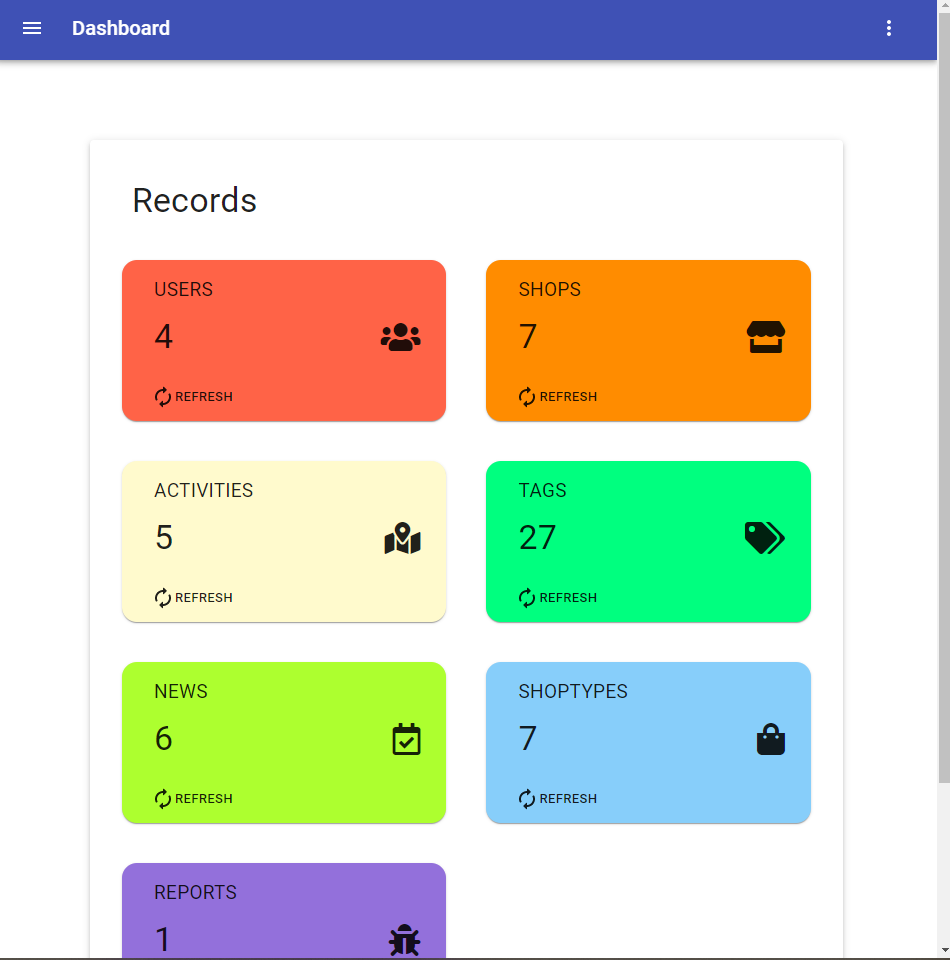 Dashboard
Records
USERS
4
REFRESH
SHOPS
7
REFRESH
ACTIVITIES
5
REFRESH
TAGS
27
REFRESH
NEWS
6
REFRESH
SHOPTYPES
7
REFRESH
REPORTS
1